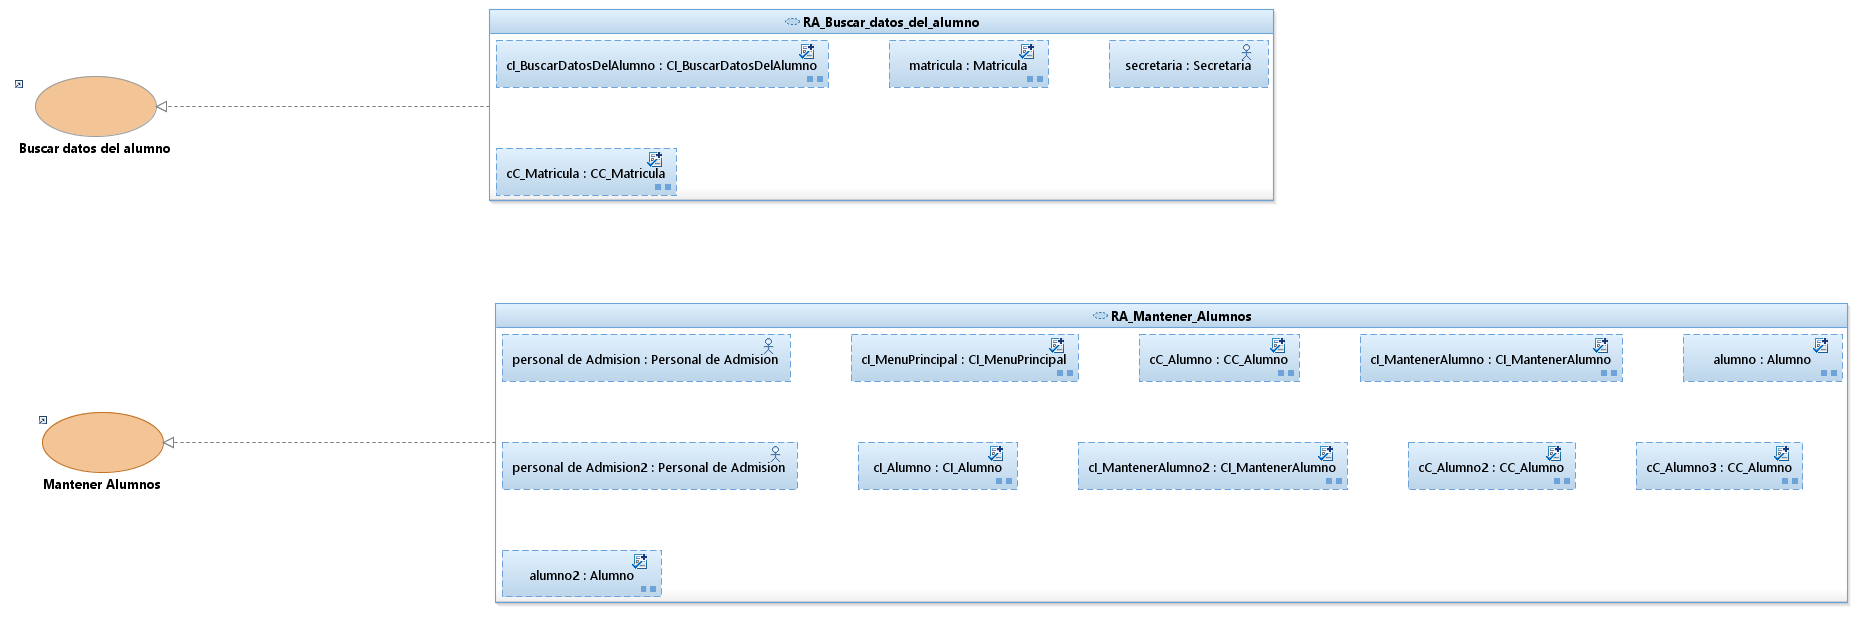 RA_Buscar_datos_del_alumno
cI_BuscarDatosDelAlumno : CI_BuscarDatosDelAlumno
matricula : Matricula
secretaria : Secretaria
Buscar datos del alumno
cC_Matricula : CC_Matricula
RA_Mantener_Alumnos
personal de Admision : Personal de Admision
cI_MenuPrincipal : CI_MenuPrincipal
cC_Alumno : CC_Alumno
cI_MantenerAlumno : CI_MantenerAlumno
alumno : Alumno
personal de Admision2 : Personal de Admision
cI_Alumno : CI_Alumno
cI_MantenerAlumno2 : CI_MantenerAlumno
cC_Alumno2 : CC_Alumno
cC_Alumno3 : CC_Alumno
Mantener Alumnos
alumno2 : Alumno